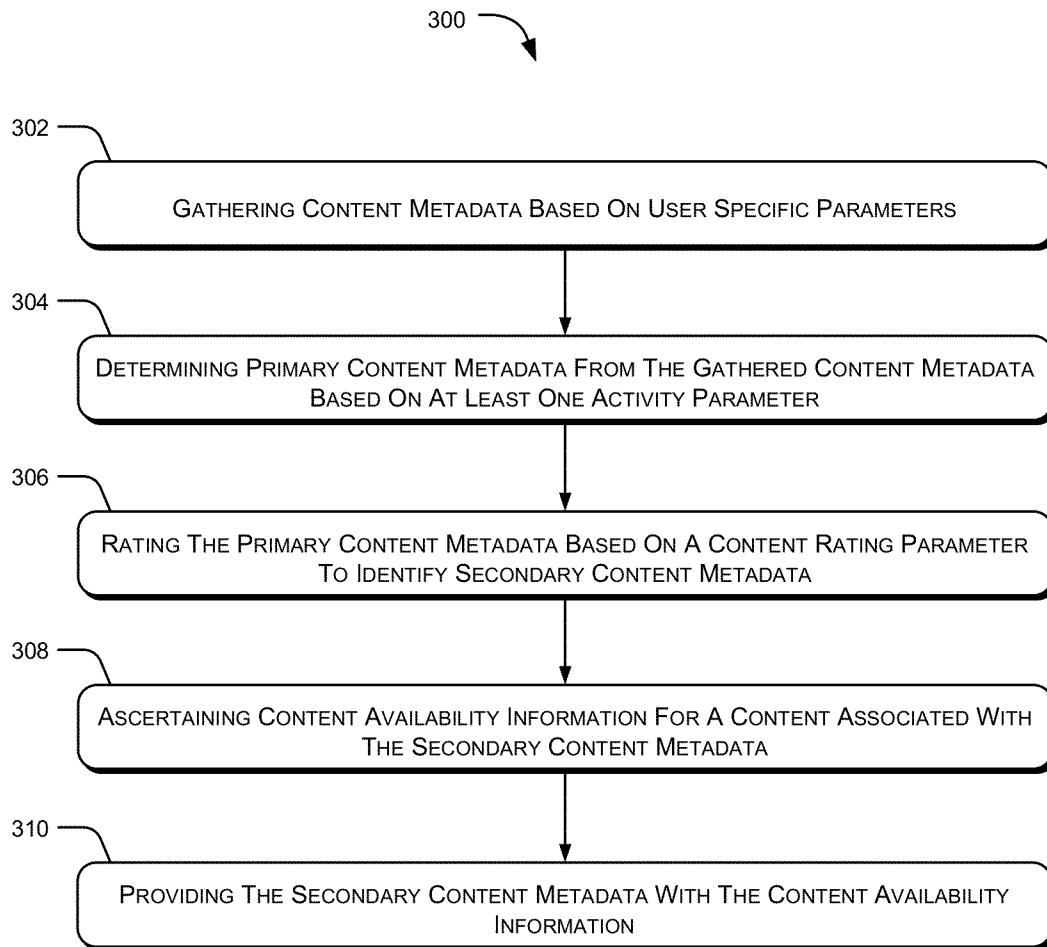 300
302
GATHERING CONTENT METADATA BASED ON USER SPECIFIC PARAMETERS
304
DETERMINING PRIMARY CONTENT METADATA FROM THE GATHERED CONTENT METADATA
BASED ON AT LEAST ONE ACTIVITY PARAMETER
306
RATING THE PRIMARY CONTENT METADATA BASED ON A CONTENT RATING PARAMETER
TO IDENTIFY SECONDARY CONTENT METADATA
308
ASCERTAINING CONTENT AVAILABILITY INFORMATION FOR A CONTENT ASSOCIATED WITH
THE SECONDARY CONTENT METADATA
310
PROVIDING THE SECONDARY CONTENT METADATA WITH THE CONTENT AVAILABILITY
INFORMATION